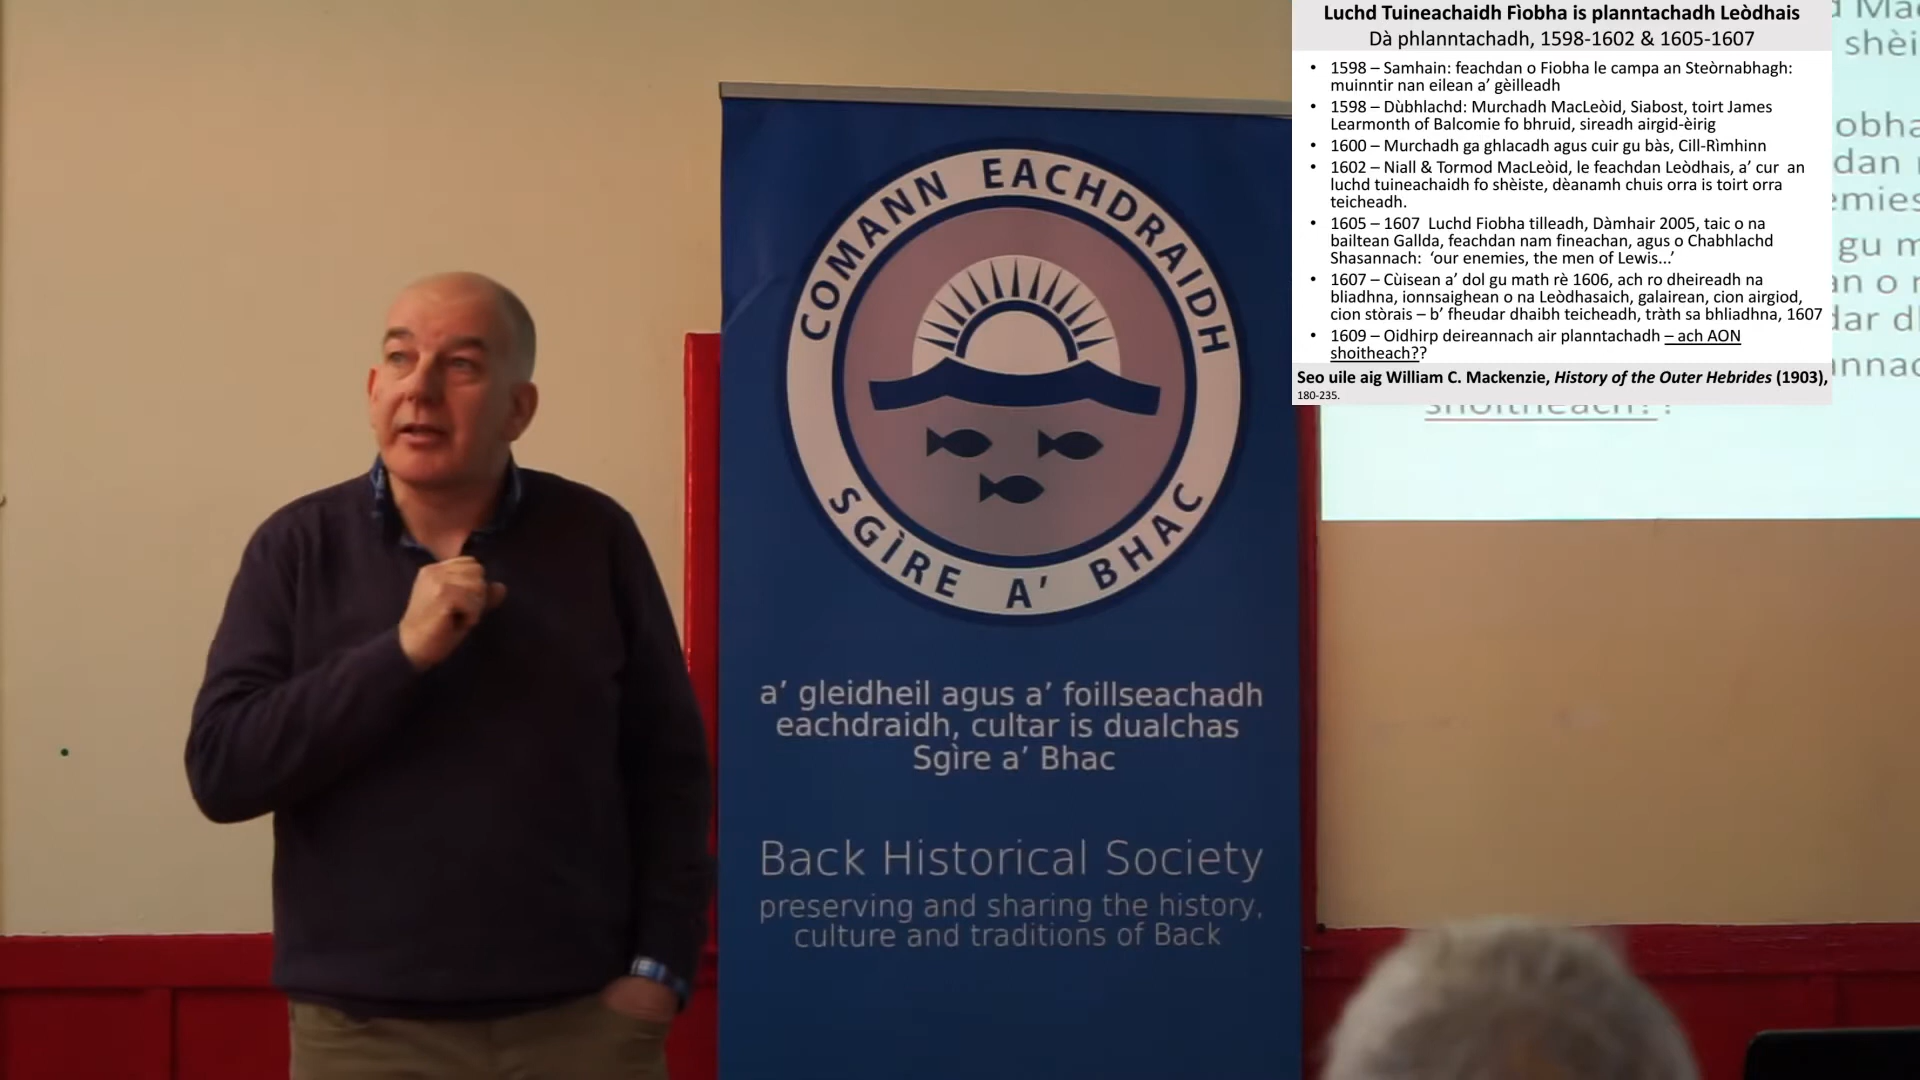 Luchd Tuineachaidh Fìobha is planntachadh Leòdhais
Dà phlanntachadh, 1598-1602 & 1605-1607
• 1598 – Samhain: feachdan o Fiobha le campa an Steòrnabhagh:
muinntir nan eilean a’ gèilleadh
• 1598 – Dùbhlachd: Murchadh MacLeòid, Siabost, toirt James
Learmonth of Balcomie fo bhruid, sireadh airgid-èirig
• 1600 – Murchadh ga ghlacadh agus cuir gu bàs, Cill-Rìmhinn
• 1602 – Niall & Tormod MacLeòid, le feachdan Leòdhais, a’ cur an
luchd tuineachaidh fo shèiste, dèanamh chuis orra is toirt orra
teicheadh.
• 1605 – 1607 Luchd Fiobha tilleadh, Dàmhair 2005, taic o na
bailtean Gallda, feachdan nam fineachan, agus o Chabhlachd
Shasannach: ‘our enemies, the men of Lewis...’
• 1607 – Cùisean a’ dol gu math rè 1606, ach ro dheireadh na
bliadhna, ionnsaighean o na Leòdhasaich, galairean, cion airgiod,
cion stòrais – b’ fheudar dhaibh teicheadh, tràth sa bhliadhna, 1607
• 1609 – Oidhirp deireannach air planntachadh – ach AON
shoitheach??
Seo uile aig William C. Mackenzie, History of the Outer Hebrides (1903),
180-235.
shoitheach??
COMANN EACHDRAIDH
SGÌRE A’ BHAC
a’ gleidheil agus a’ foillseachadh
eachdraidh, cultar is dualchas
Sgìre a’ Bhac
Back Historical Society
preserving and sharing the history,
culture and traditions of Back